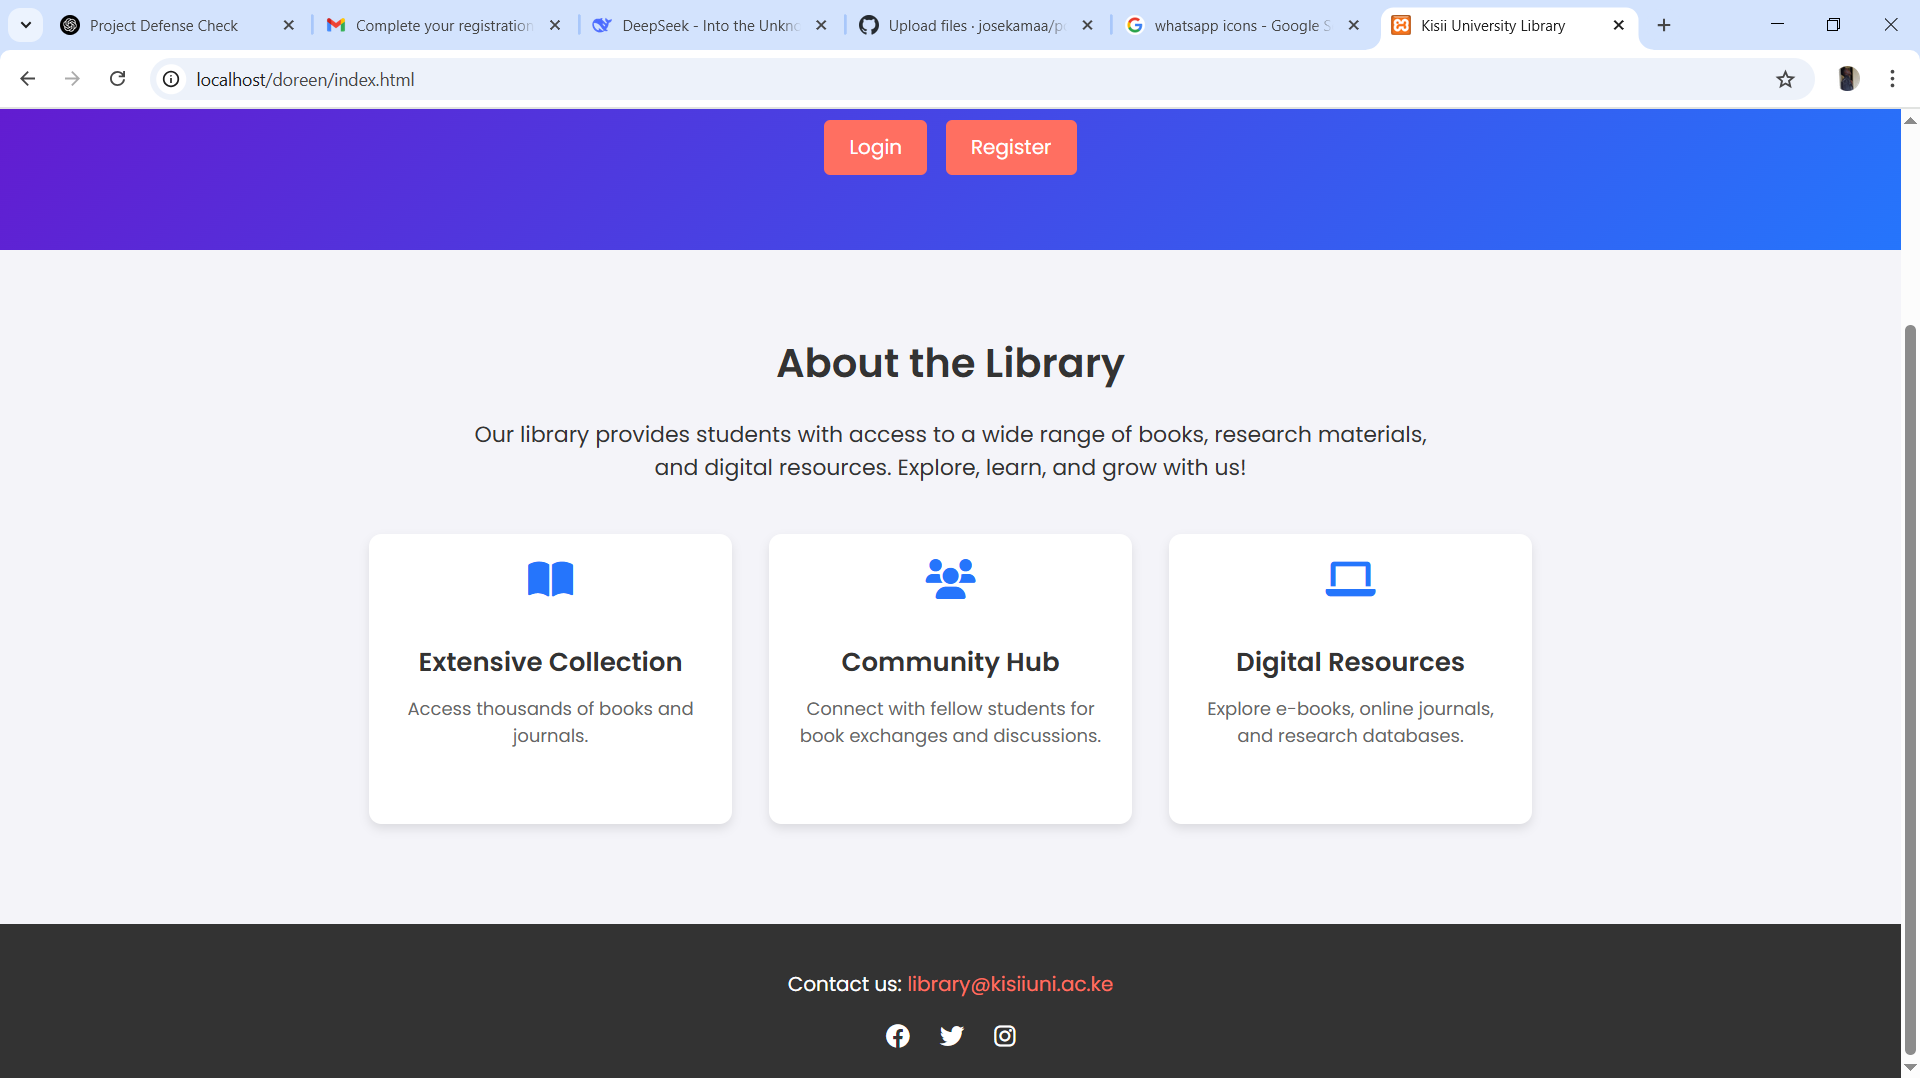 Project Defense Check
Complete your registration
DeepSeek - Into the Unkno
Upload files · josekamaa/p
whatsapp icons - Google S
Kisii University Library
localhost/doreen/index.html
Login
Register
About the Library
Our library provides students with access to a wide range of books, research materials,
and digital resources. Explore, learn, and grow with us!
Extensive Collection
Access thousands of books and
journals.
Community Hub
Connect with fellow students for
book exchanges and discussions.
Digital Resources
Explore e-books, online journals,
and research databases.
Contact us: library@kisiiuni.ac.ke